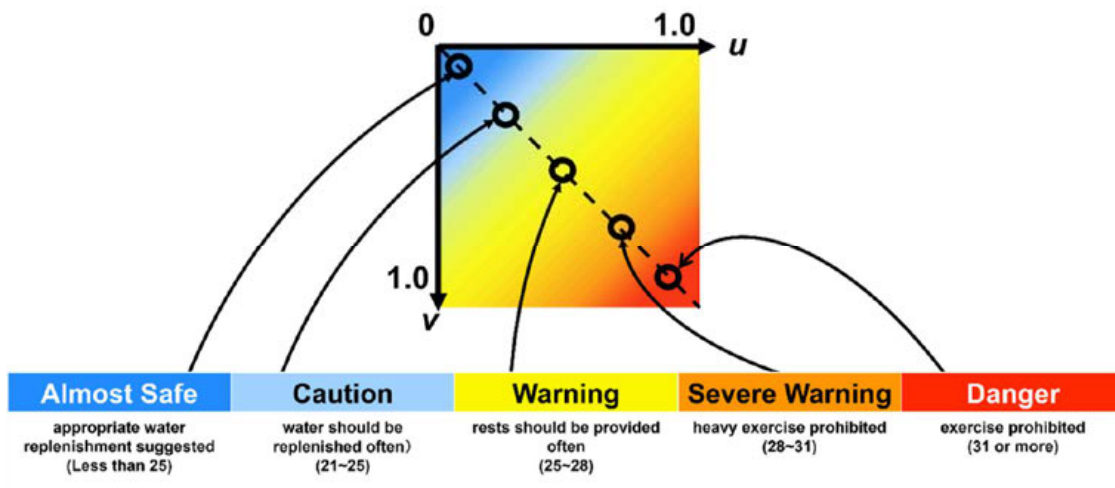 0
1.0
u
1.0
v
Almost Safe
Caution
Warning
Severe Warning
Danger
appropriate water
replenishment suggested
(Less than 25)
water should be
replenished often）
(21~25)
rests should be provided
often
(25~28)
heavy exercise prohibited
(28~31)
exercise prohibited
(31 or more)